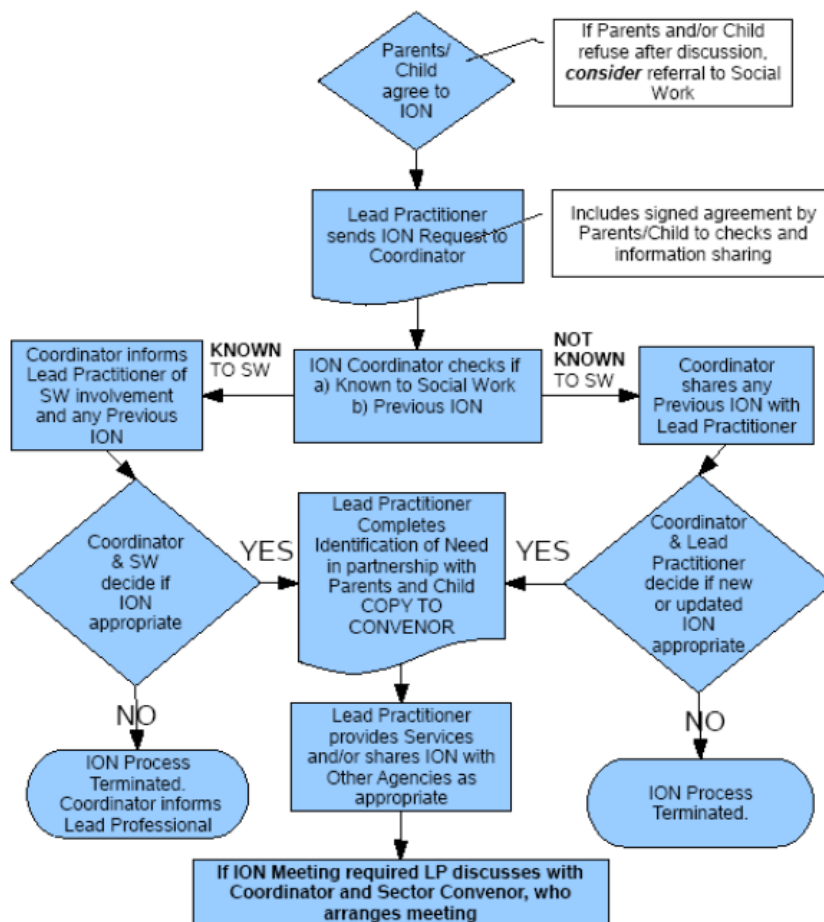 Parents/
Child
agree to
ION
If Parents and/or Child
refuse after discussion,
consider referral to Social
Work
Lead Practitioner
sends ION Request to
Coordinator
Includes signed agreement by
Parents/Child to checks and
information sharing
Coordinator informs
Lead Practitioner of
SW involvement
and any Previous
ION
KNOWN
TO SW
ION Coordinator checks if
a) Known to Social Work
b) Previous ION
NOT
KNOWN
TO SW
Coordinator
shares any
Previous ION with
Lead Practitioner
Coordinator
& SW
decide if
ION
appropriate
YES
Lead Practitioner
Completes
Identification of Need
in partnership with
Parents and Child
COPY TO
CONVENOR
YES
Coordinator
& Lead
Practitioner
decide if new
or updated
ION
appropriate
NO
NO
ION Process
Terminated.
Coordinator informs
Lead Professional
Lead Practitioner
provides Services
and/or shares ION with
Other Agencies as
appropriate
ION Process
Terminated.
If ION Meeting required LP discusses with
Coordinator and Sector Convenor, who
arranges meeting